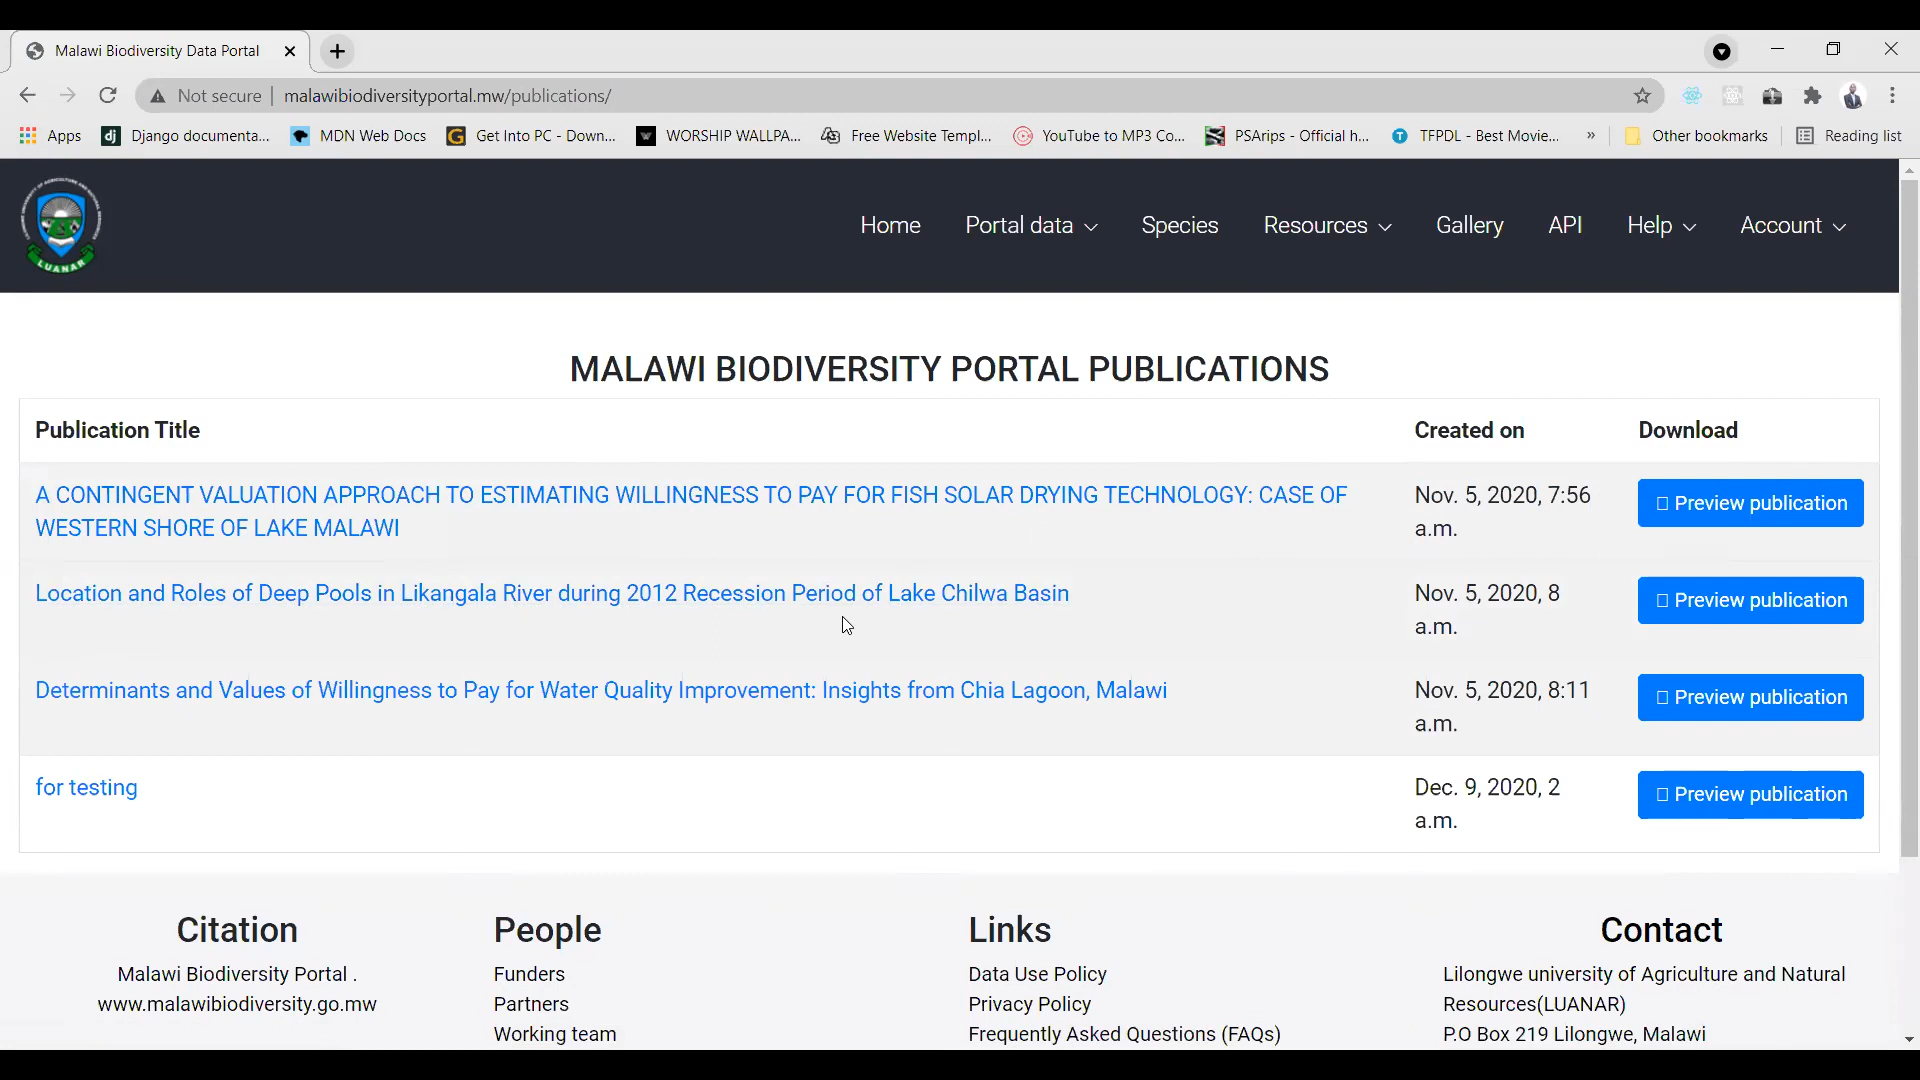 Malawi Biodiversity Data Portal
Not secure
malawibiodiversityportal.mw/publications/
Apps
Django documenta...
MDN Web Docs
Get Into PC - Down...
WORSHIP WALLPA...
Free Website Templ...
YouTube to MP3 Co...
PSArips - Official h...
TFPDL - Best Movie...
»
Other bookmarks
Reading list
LUANAR
Home
Portal data
Species
Resources
Gallery
API
Help
Account
MALAWI BIODIVERSITY PORTAL PUBLICATIONS
Publication Title
Created on
Download
A CONTINGENT VALUATION APPROACH TO ESTIMATING WILLINGNESS TO PAY FOR FISH SOLAR DRYING TECHNOLOGY: CASE OF
WESTERN SHORE OF LAKE MALAWI
Nov. 5, 2020, 7:56
a.m.
Preview publication
Location and Roles of Deep Pools in Likangala River during 2012 Recession Period of Lake Chilwa Basin
Nov. 5, 2020, 8
a.m.
Preview publication
Determinants and Values of Willingness to Pay for Water Quality Improvement: Insights from Chia Lagoon, Malawi
Nov. 5, 2020, 8:11
a.m.
Preview publication
for testing
Dec. 9, 2020, 2
a.m.
Preview publication
Citation
Malawi Biodiversity Portal .
www.malawibiodiversity.go.mw
People
Funders
Partners
Working team
Links
Data Use Policy
Privacy Policy
Frequently Asked Questions (FAQs)
Contact
Lilongwe university of Agriculture and Natural
Resources(LUANAR)
P.O Box 219 Lilongwe, Malawi